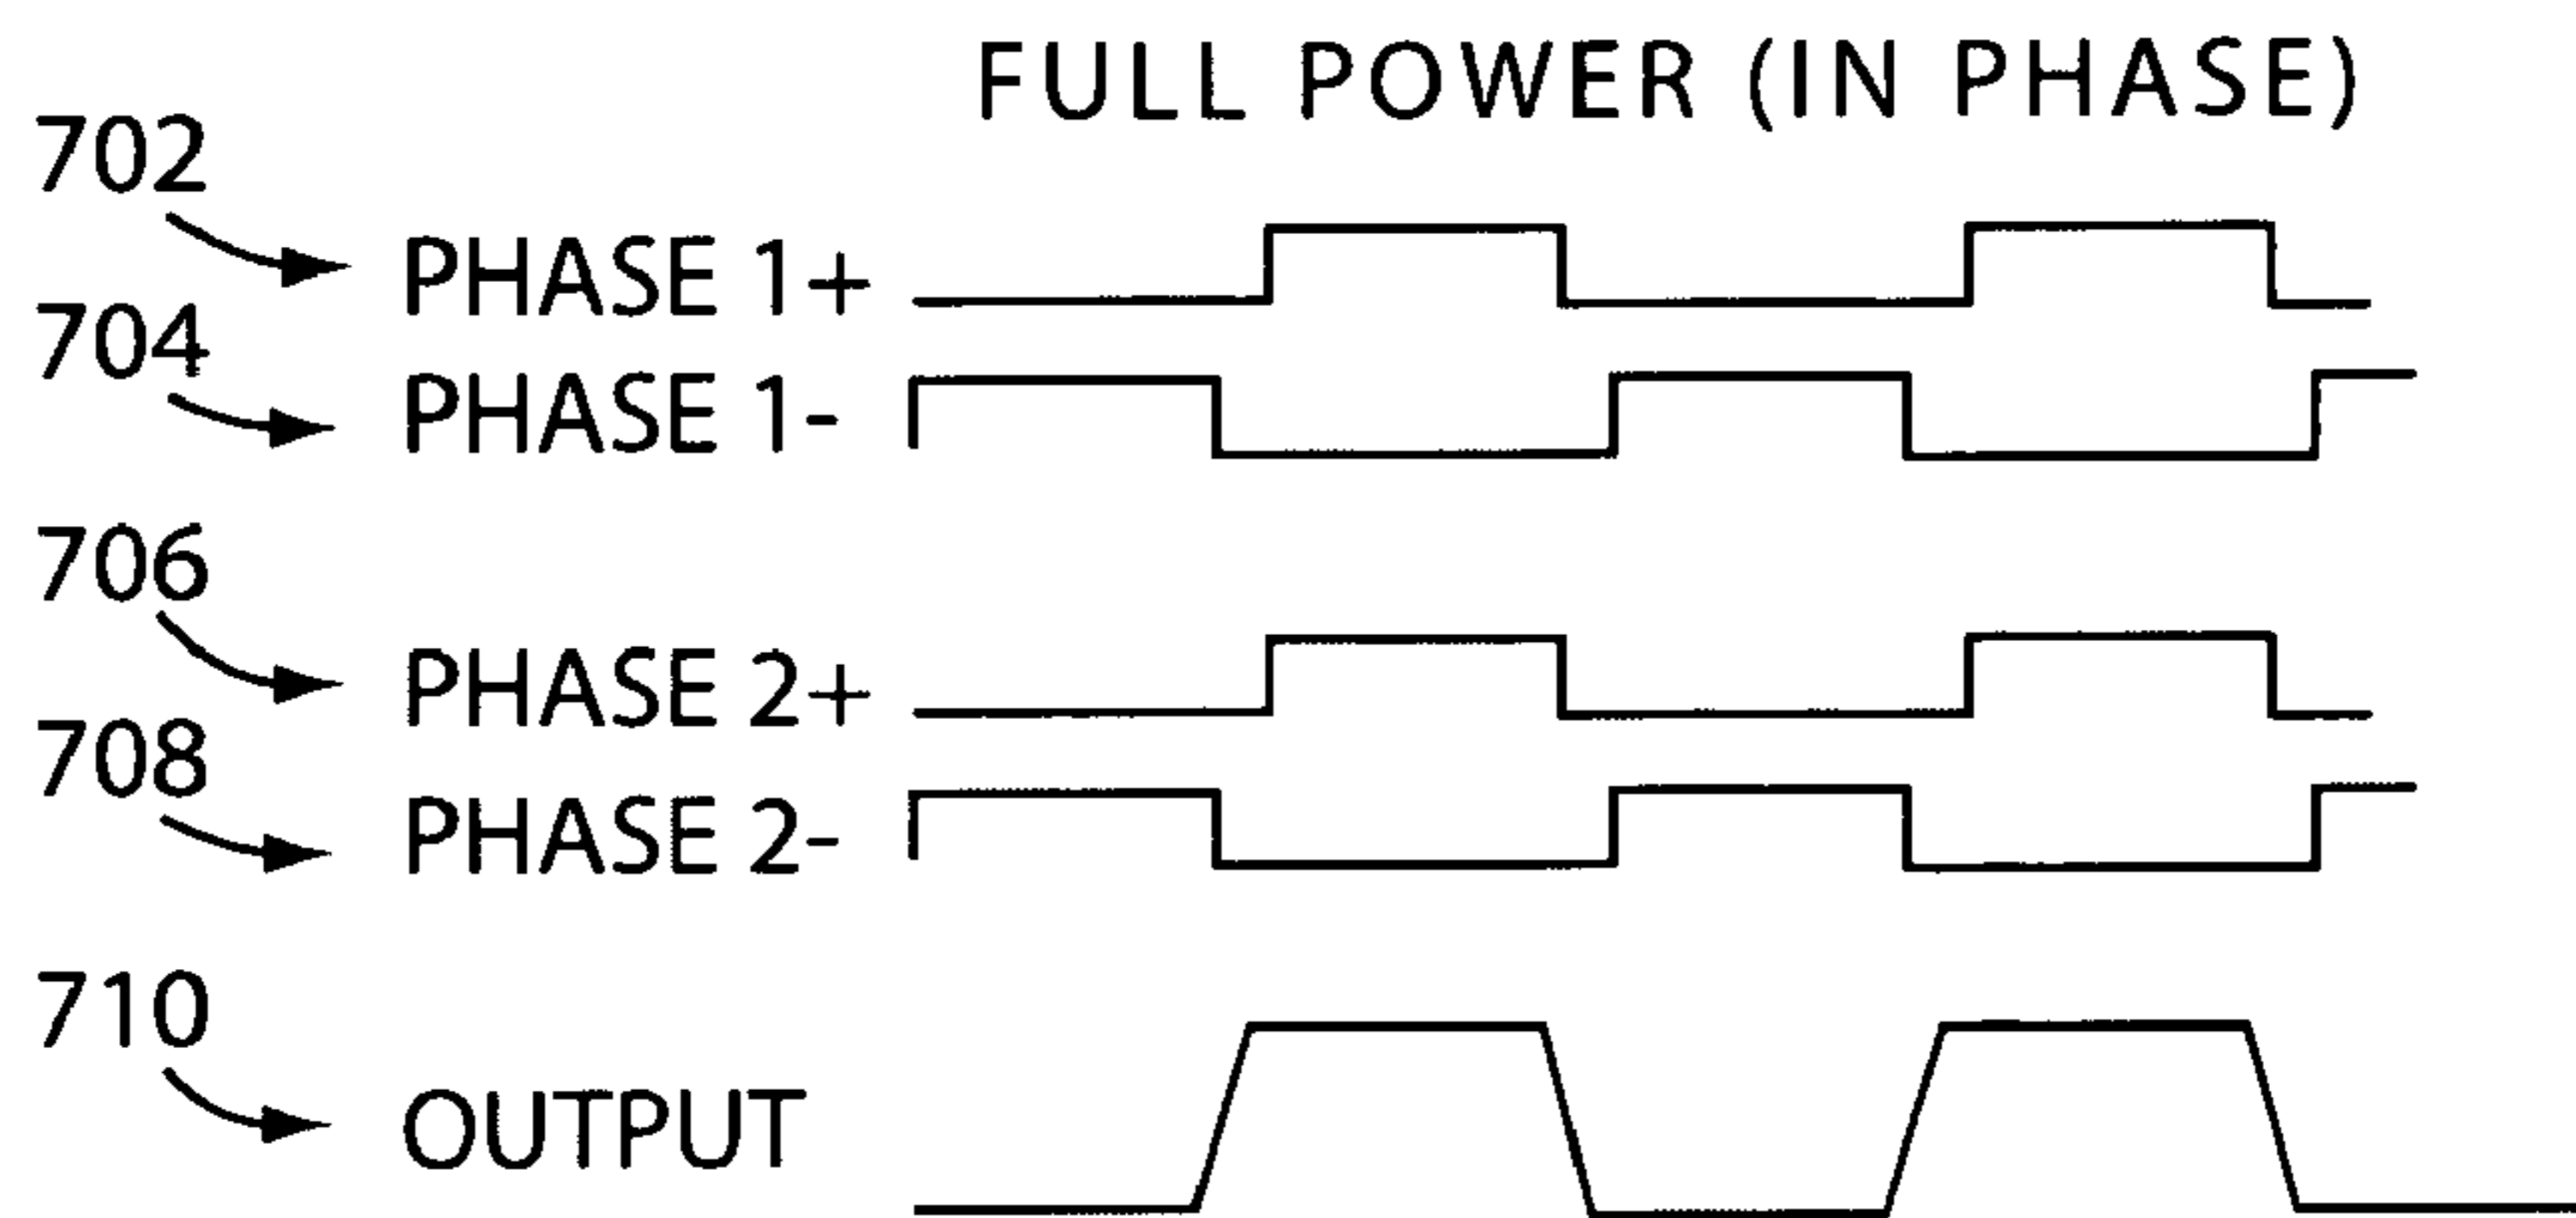 FULL POWER (IN PHASE)
702
PHASE 1+
704
PHASE 1-
706
PHASE 2+
708
PHASE 2-
710
OUTPUT